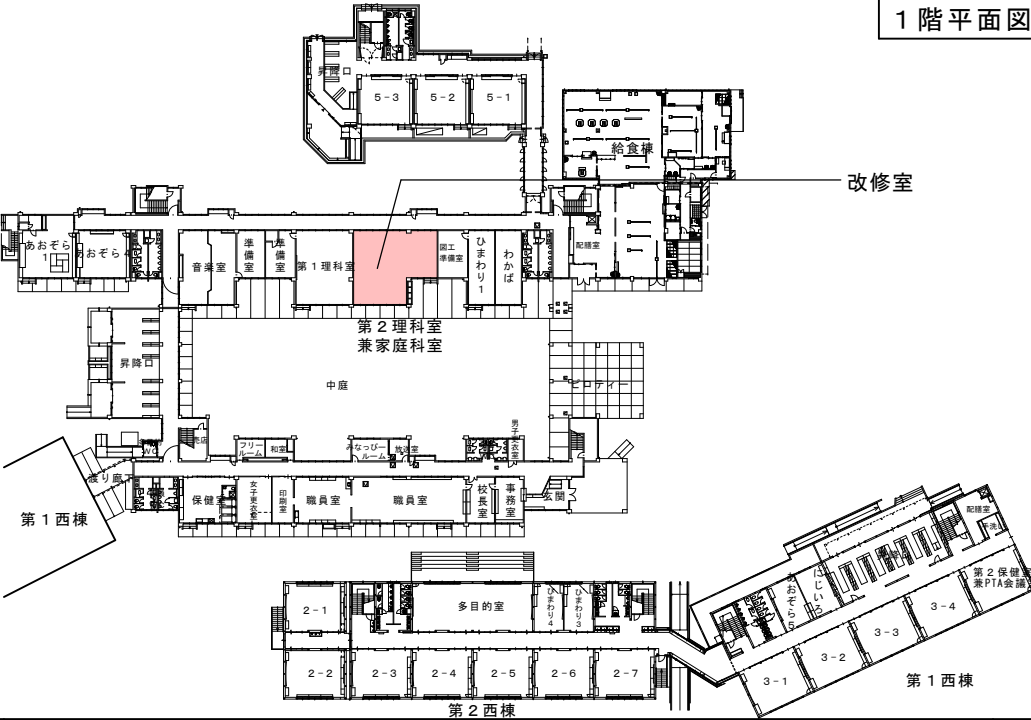 1階平面図
昇降口
5-3
5-2
5-1
給食棟
改修室
あおぞら1
あおぞら4
音楽室
準備室
準備室
第1理科室
図工準備室
ひまわり1
わかば
配膳室
第2理科室
兼家庭科室
昇降口
中庭
ピロティー
売店
WC
フリールーム
和室
みなっぴールーム
放送室
男子更衣室
渡り廊下
第1西棟
保健室
女子更衣室
印刷室
職員室
職員室
校長室
事務室
玄関
2-1
多目的室
ひまわり4
ひまわり3
2-2
2-3
2-4
2-5
2-6
2-7
第2西棟
あおぞら5
にじいろ
昇降口
配膳室
手洗い
第2保健室
兼PTA会議
3-4
3-3
3-2
3-1
第1西棟